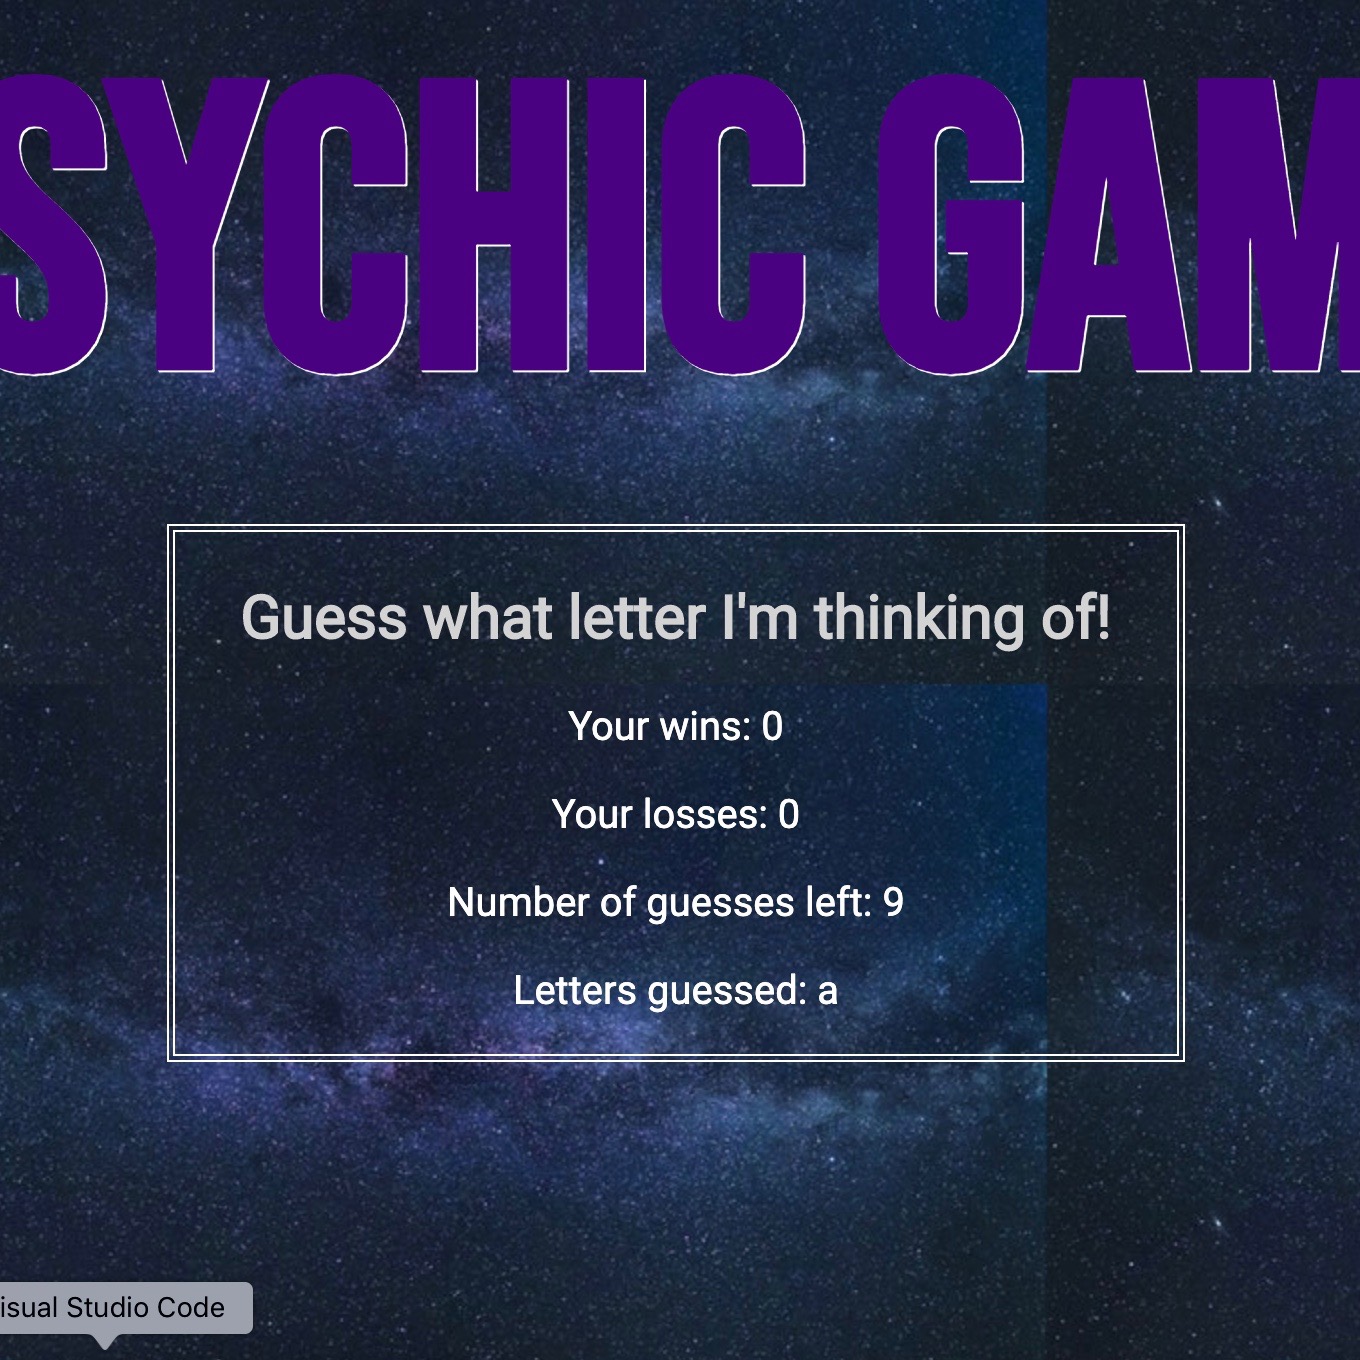 SYCHIC GAM
Guess what letter I'm thinking of!
Your wins: 0
Your losses: 0
Number of guesses left: 9
Letters guessed: a
isual Studio Code